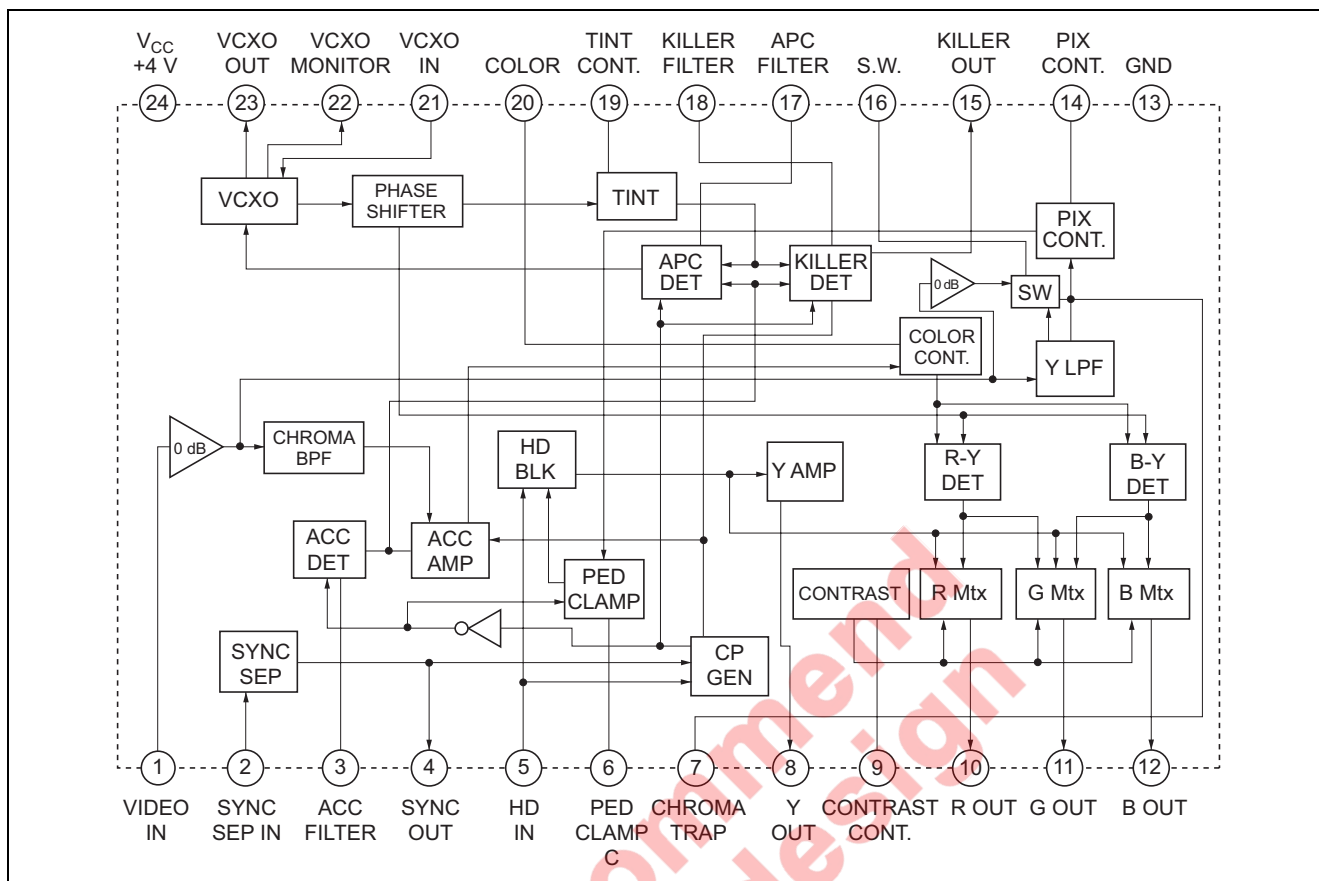 VCC VCXO VCXO VCXO TINT KILLER APC KILLER PIX
+4 V OUT MONITOR IN COLOR CONT. FILTER FILTER S.W. OUT CONT. GND
24 23 22 21 20 19 18 17 16 15 14 13
VCXO
PHASE
SHIFTER
TINT
PIX
CONT.
APC
DET
KILLER
DET
0 dB
SW
COLOR
CONT.
Y LPF
0 dB
CHROMA
BPF
HD
BLK
Y AMP
R-Y
DET
B-Y
DET
ACC
DET
ACC
AMP
PED
CLAMP
CONTRAST
R Mtx
G Mtx
B Mtx
SYNC
SEP
CP
GEN
1 2 3 4 5 6 7 8 9 10 11 12
VIDEO SYNC ACC SYNC HD PED CHROMA Y CONTRAST R OUT G OUT B OUT
IN SEP IN FILTER OUT IN CLAMP TRAP OUT CONT.
C
ommend
design